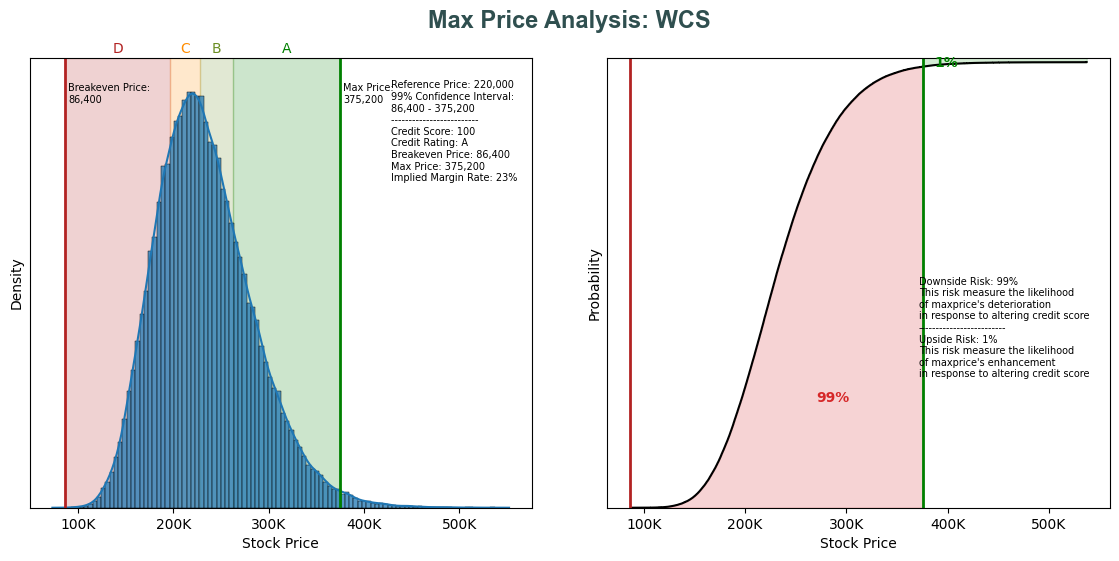 Max Price Analysis: WCS
D
C
B
A
Breakeven Price:
86,400
Max Price:
375,200
Reference Price: 220,000
99% Confidence Interval:
86,400 - 375,200
-------------------------
Credit Score: 100
Credit Rating: A
Breakeven Price: 86,400
Max Price: 375,200
Implied Margin Rate: 23%
Density
100K
200K
300K
400K
500K
Stock Price
1%
Downside Risk: 99%
This risk measure the likelihood
of maxprice's deterioration
in response to altering credit score
-------------------------
Upside Risk: 1%
This risk measure the likelihood
of maxprice's enhancement
in response to altering credit score
99%
Probability
100K
200K
300K
400K
500K
Stock Price